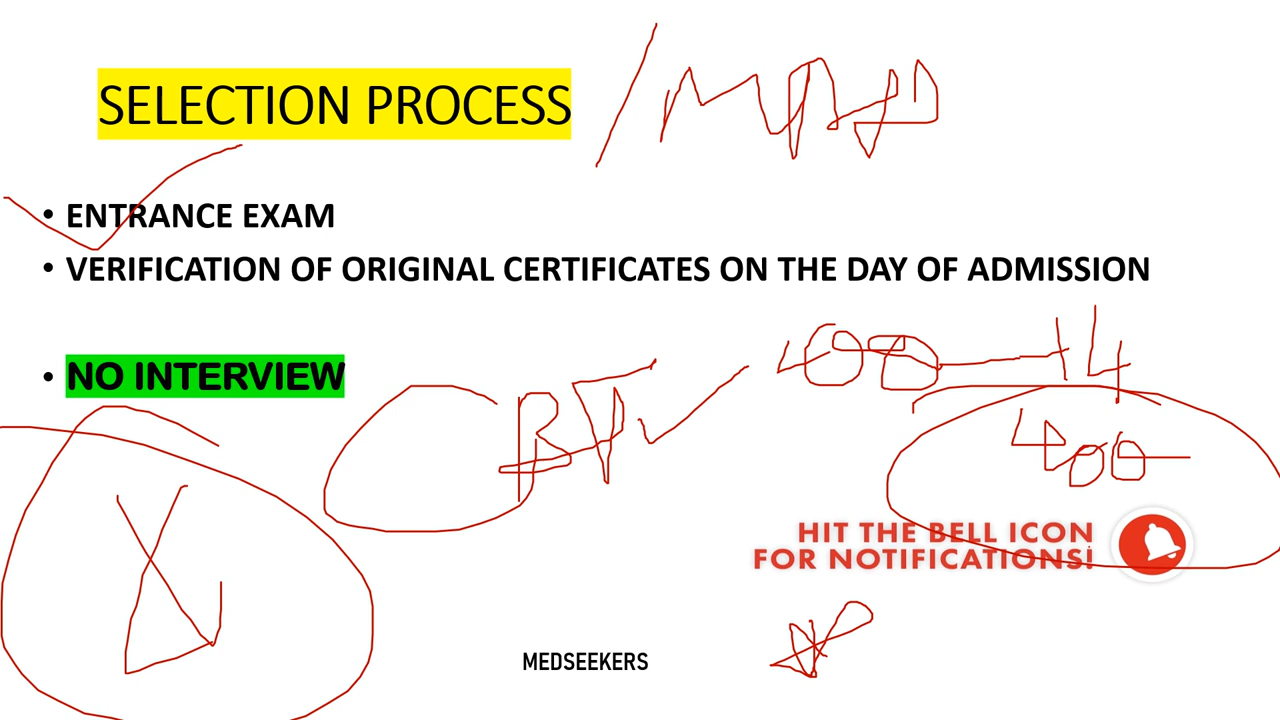 SELECTION PROCESS
• ENTRANCE EXAM
• VERIFICATION OF ORIGINAL CERTIFICATES ON THE DAY OF ADMISSION
• NO INTERVIEW
400 14
400
HIT THE BELL ICON
FOR NOTIFICATIONS!
MEDSEEKERS